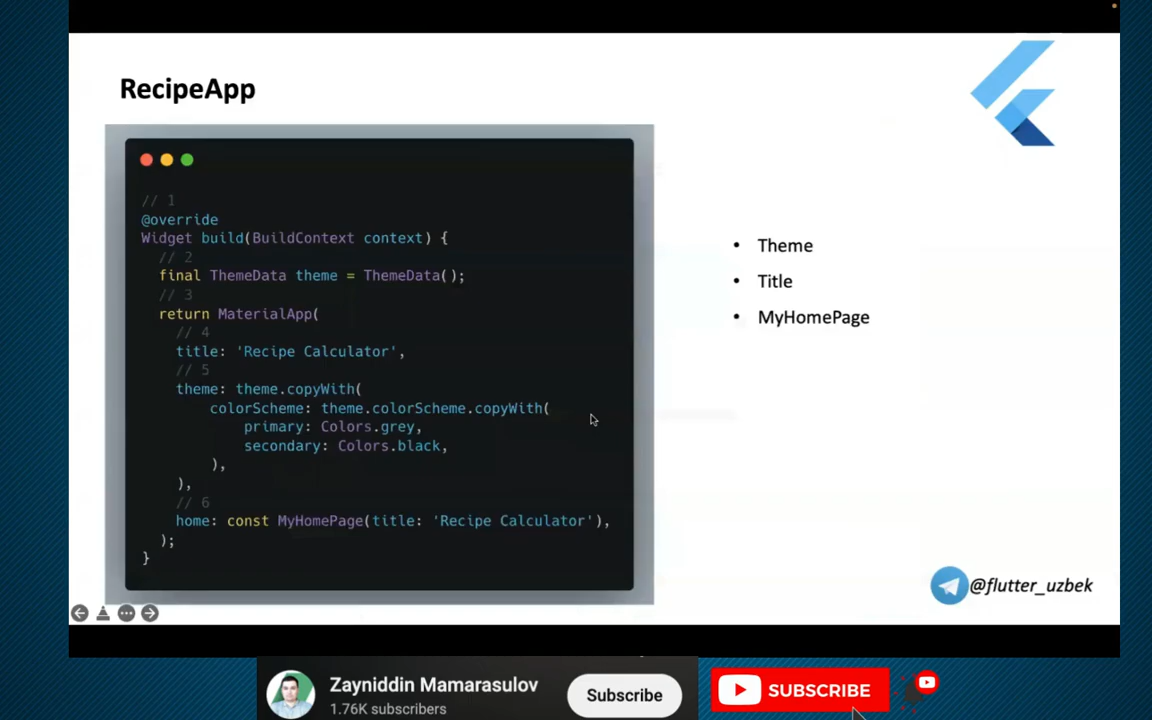 RecipeApp
// 1
@override
Widget build(BuildContext context) {
// 2
final ThemeData theme = ThemeData();
// 3
return MaterialApp(
// 4
title: 'Recipe Calculator',
// 5
theme: theme.copyWith(
colorScheme: theme.colorScheme.copyWith(
primary: Colors.grey,
secondary: Colors.black,
),
),
// 6
home: const MyHomePage(title: 'Recipe Calculator'),
);
}
• Theme
• Title
• MyHomePage
@flutter_uzbek
Zayniddin Mamarasulov
1.76K subscribers
Subscribe
SUBSCRIBE